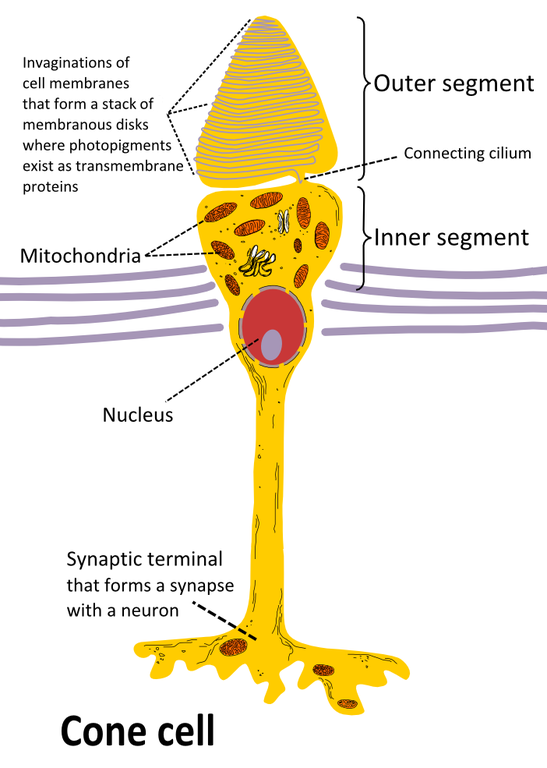 Invaginations of
cell membranes
that form a stack of
membranous disks
where photopigments
exist as transmembrane
proteins
Outer segment
Connecting cilium
Inner segment
Mitochondria
Nucleus
Synaptic terminal
that forms a synapse
with a neuron
Cone cell